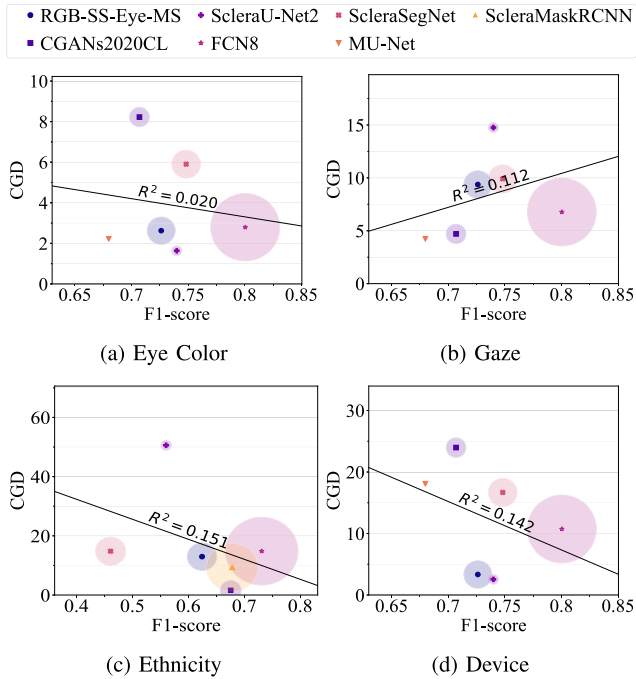 RGB-SS-Eye-MS ScleraU-Net2 ScleraSegNet ScleraMaskRCNN
CGANs2020CL FCN8 MU-Net
10
8
6
4
2
0
CGD
R² = 0.020
0.65 0.7 0.75 0.8 0.85
F1-score
(a) Eye Color
15
10
5
0
CGD
R² = 0.112
0.65 0.7 0.75 0.8 0.85
F1-score
(b) Gaze
60
40
20
0
CGD
R² = 0.151
0.4 0.5 0.6 0.7 0.8
F1-score
(c) Ethnicity
30
20
10
0
CGD
R² = 0.142
0.65 0.7 0.75 0.8 0.85
F1-score
(d) Device